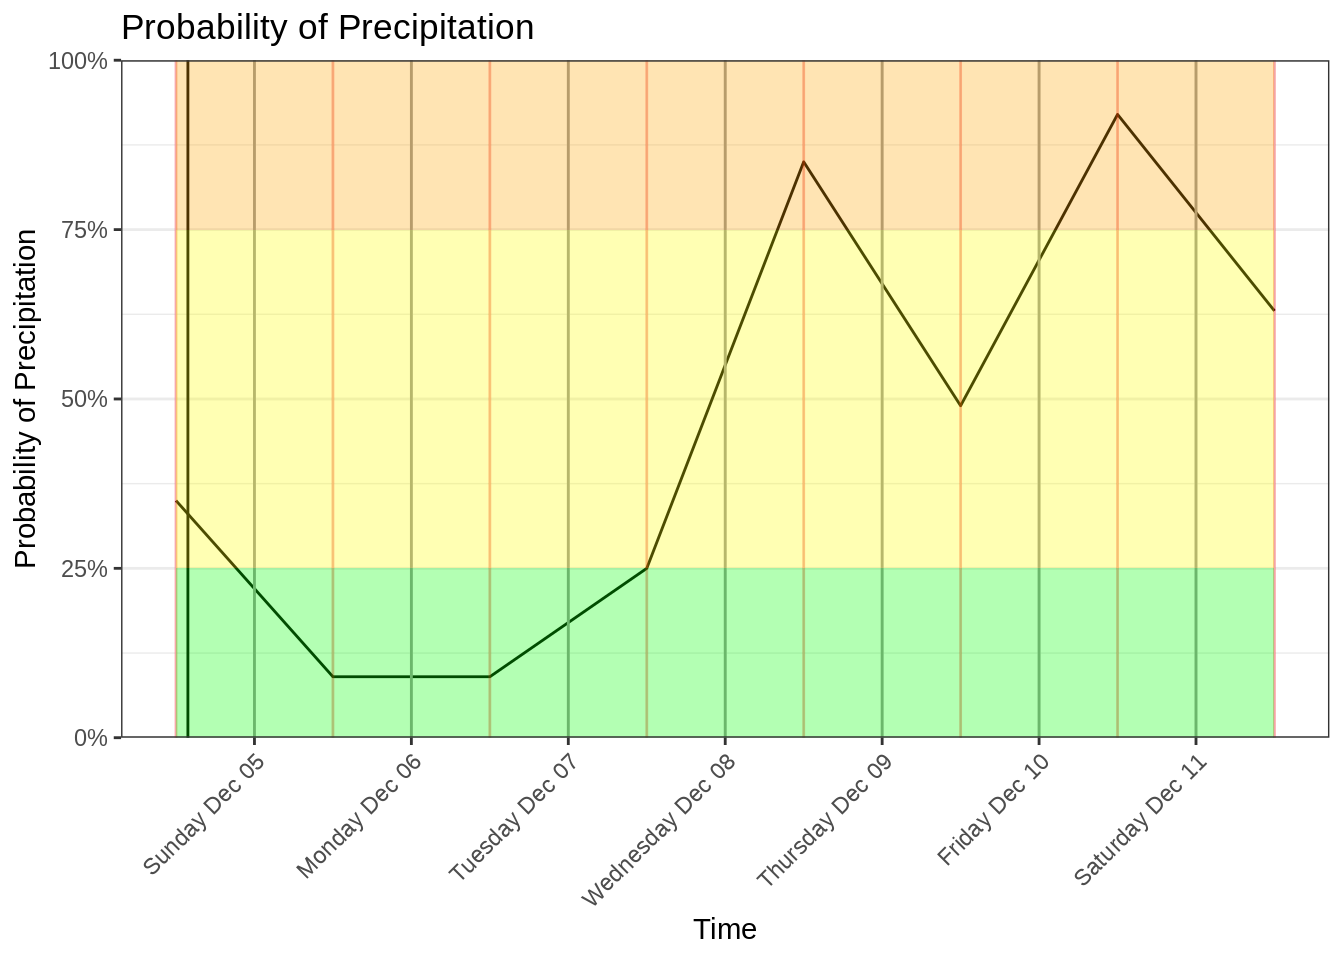 Probability of Precipitation
Probability of Precipitation
100%
75%
50%
25%
0%
Sunday Dec 05
Monday Dec 06
Tuesday Dec 07
Wednesday Dec 08
Thursday Dec 09
Friday Dec 10
Saturday Dec 11
Time